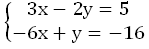 3x − 2y = 5
−6x + y = −16